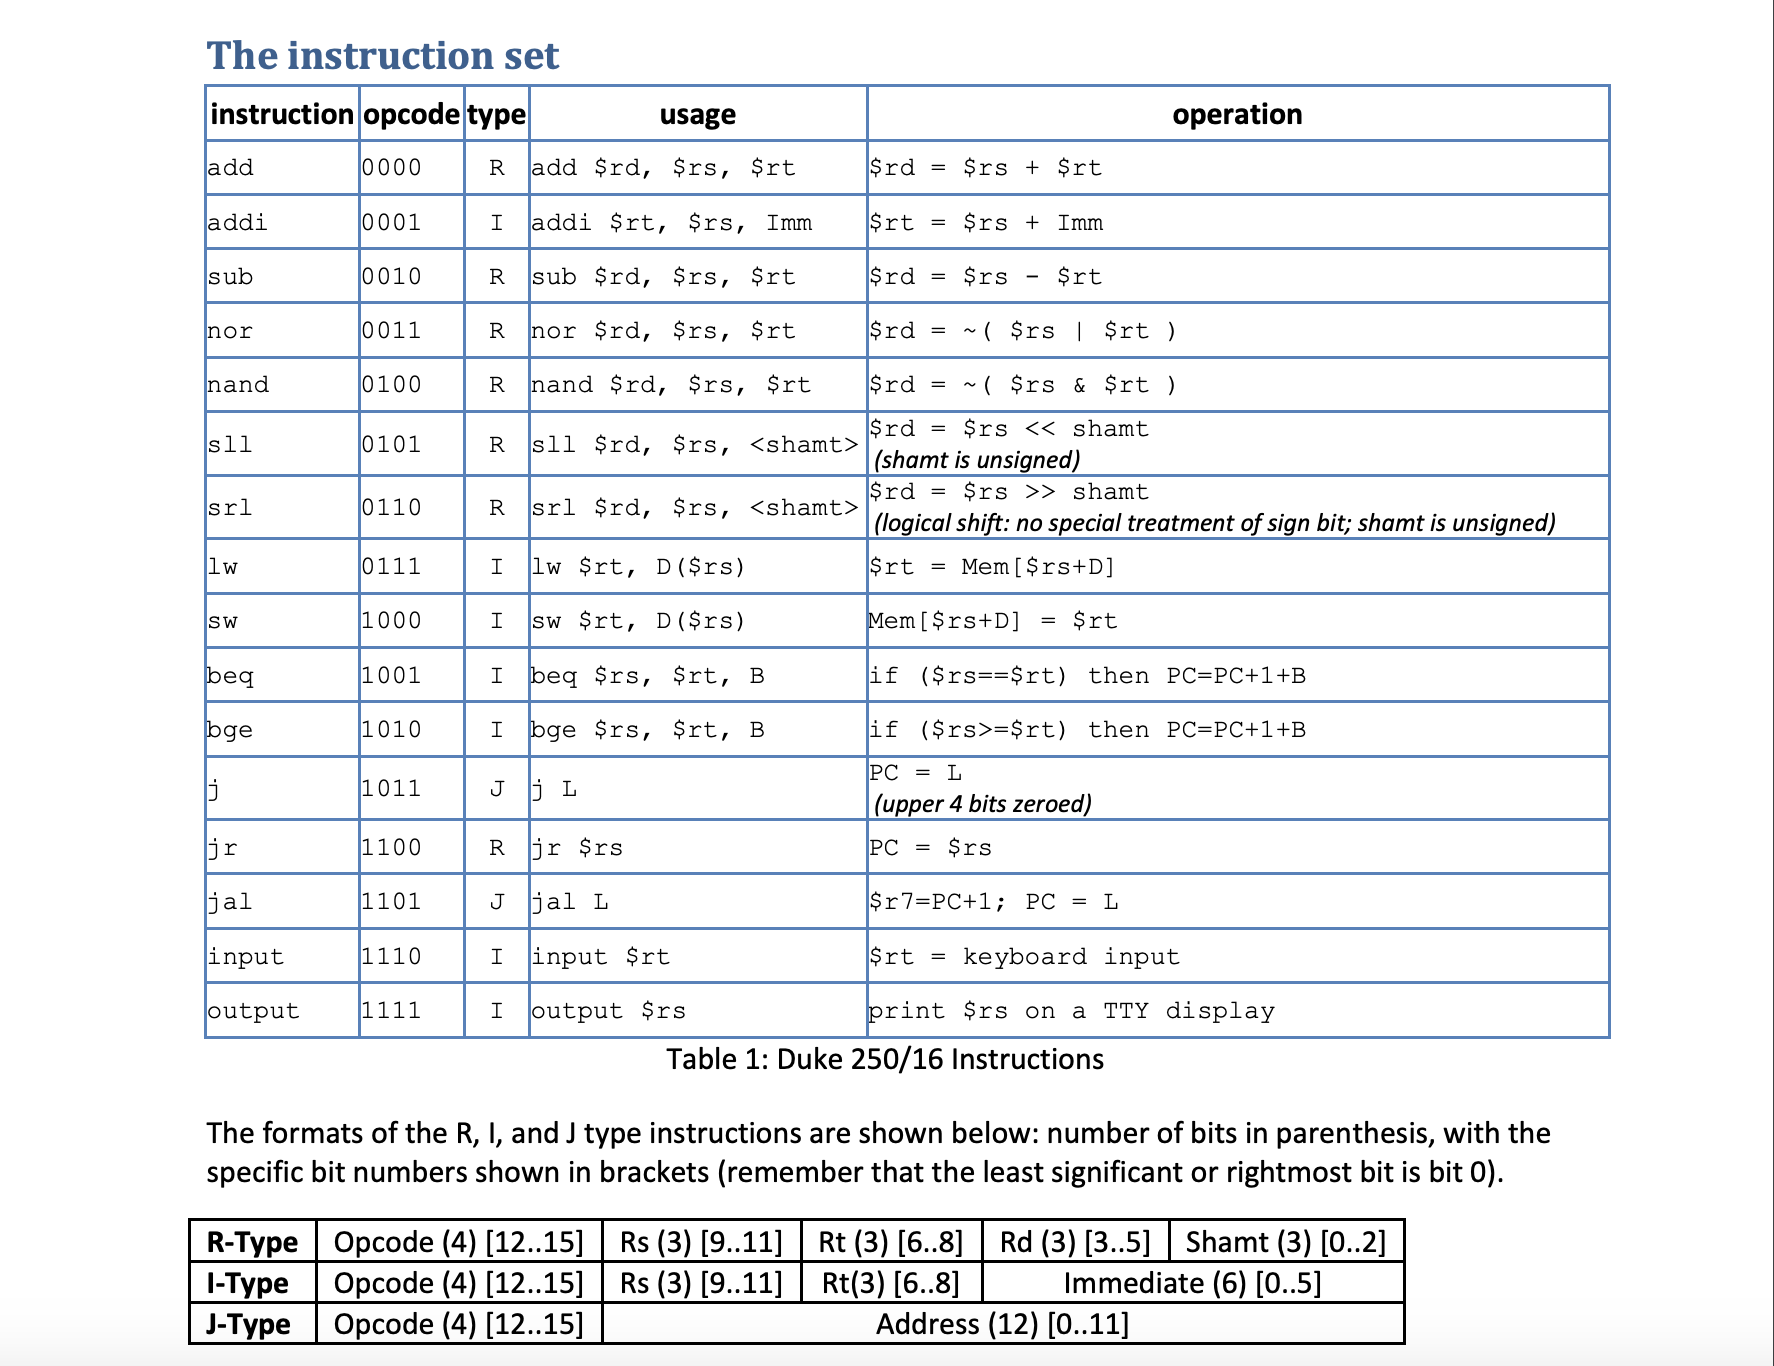 The instruction set
instruction opcode type usage operation
add 0000 R add $rd, $rs, $rt $rd = $rs + $rt
addi 0001 I addi $rt, $rs, Imm $rt = $rs + Imm
sub 0010 R sub $rd, $rs, $rt $rd = $rs - $rt
nor 0011 R nor $rd, $rs, $rt $rd = ~( $rs | $rt )
nand 0100 R nand $rd, $rs, $rt $rd = ~( $rs & $rt )
sll 0101 R sll $rd, $rs, <shamt> $rd = $rs << shamt
(shamt is unsigned)
srl 0110 R srl $rd, $rs, <shamt> $rd = $rs >> shamt
(logical shift: no special treatment of sign bit; shamt is unsigned)
lw 0111 I lw $rt, D($rs) $rt = Mem[$rs+D]
sw 1000 I sw $rt, D($rs) Mem[$rs+D] = $rt
beq 1001 I beq $rs, $rt, B if ($rs==$rt) then PC=PC+1+B
bge 1010 I bge $rs, $rt, B if ($rs>=$rt) then PC=PC+1+B
j 1011 J j L PC = L
(upper 4 bits zeroed)
jr 1100 R jr $rs PC = $rs
jal 1101 J jal L $r7=PC+1; PC = L
input 1110 I input $rt $rt = keyboard input
output 1111 I output $rs print $rs on a TTY display
Table 1: Duke 250/16 Instructions
The formats of the R, I, and J type instructions are shown below: number of bits in parenthesis, with the
specific bit numbers shown in brackets (remember that the least significant or rightmost bit is bit 0).
R-Type Opcode (4) [12..15] Rs (3) [9..11] Rt (3) [6..8] Rd (3) [3..5] Shamt (3) [0..2]
I-Type Opcode (4) [12..15] Rs (3) [9..11] Rt(3) [6..8] Immediate (6) [0..5]
J-Type Opcode (4) [12..15] Address (12) [0..11]